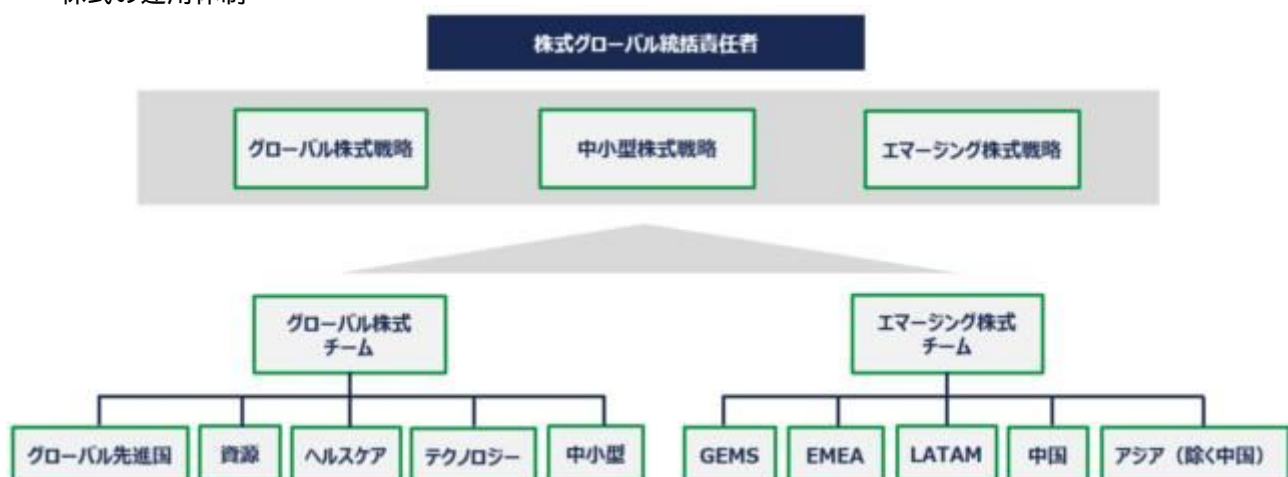 株式の運用体制
株式グローバル統括責任者
グローバル株式戦略
中小型株式戦略
エマージング株式戦略
グローバル株式
チーム
エマージング株式
チーム
グローバル先進国
資源
ヘルスケア
テクノロジー
中小型
GEMS
EMEA
LATAM
中国
アジア（除く中国）